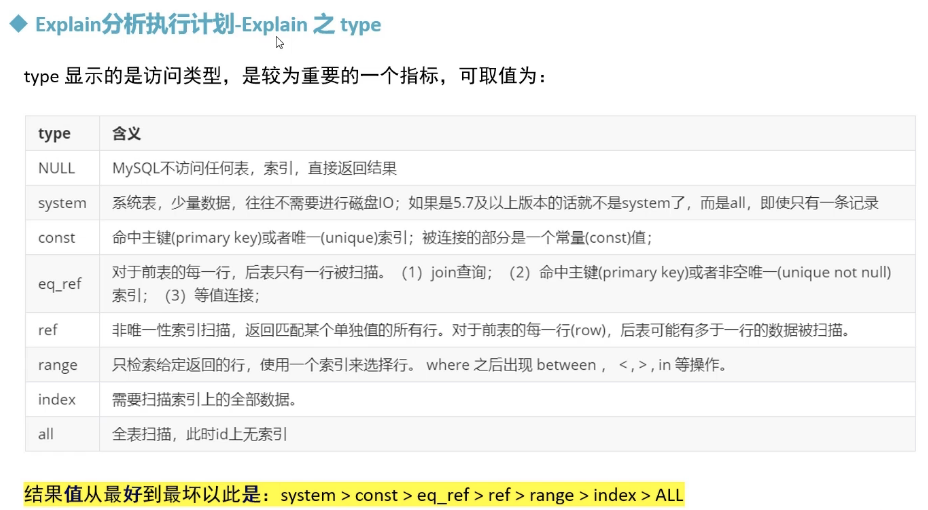 ◆ Explain分析执行计划-Explain 之 type
type 显示的是访问类型，是较为重要的一个指标，可取值为：
type 含义
NULL MySQL不访问任何表，索引，直接返回结果
system 系统表，少量数据，往往不需要进行磁盘IO；如果是5.7及以上版本的话就不是system了，而是all，即使只有一条记录
const 命中主键(primary key)或者唯一(unique)索引；被连接的部分是一个常量(const)值；
eq_ref 对于前表的每一行，后表只有一行被扫描。（1）join查询；（2）命中主键(primary key)或者非空唯一(unique not null)
索引；（3）等值连接；
ref 非唯一性索引扫描，返回匹配某个单独值的所有行。对于前表的每一行(row)，后表可能有多于一行的数据被扫描。
range 只检索给定返回的行，使用一个索引来选择行。 where 之后出现 between ， < , > , in 等操作。
index 需要扫描索引上的全部数据。
all 全表扫描，此时id上无索引
结果值从最好到最坏以此是：system > const > eq_ref > ref > range > index > ALL